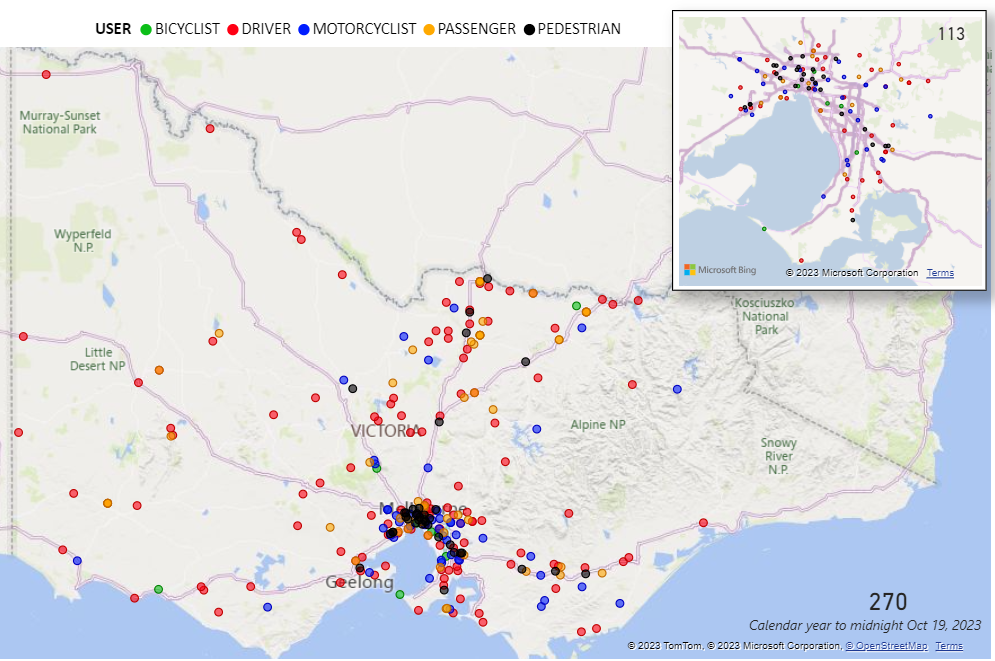 USER BICYCLIST DRIVER MOTORCYCLIST PASSENGER PEDESTRIAN
113
Murray-Sunset
National Park
Wyperfeld
N.P.
Microsoft Bing
© 2023 Microsoft Corporation Terms
Kosciuszko
National
Park
Little
Desert NP
VICTORIA
Alpine NP
Snowy
River
N.P.
Melbourne
Geelong
270
Calendar year to midnight Oct 19, 2023
© 2023 TomTom, © 2023 Microsoft Corporation, © OpenStreetMap Terms